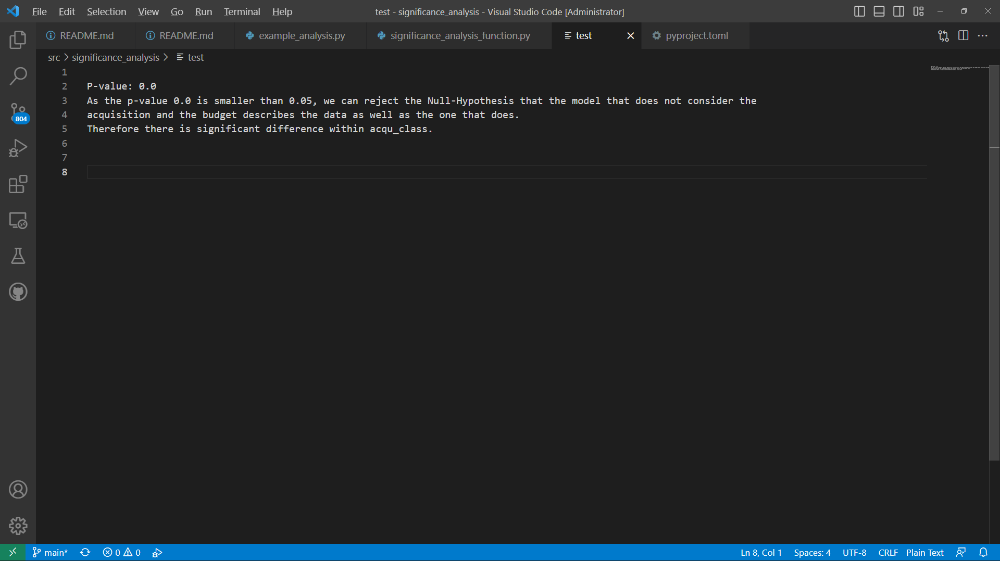 File Edit Selection View Go Run Terminal Help test - significance_analysis - Visual Studio Code [Administrator]
README.md README.md example_analysis.py significance_analysis_function.py test pyproject.toml
src > significance_analysis > test
1
2 P-value: 0.0
3 As the p-value 0.0 is smaller than 0.05, we can reject the Null-Hypothesis that the model that does not consider the
4 acquisition and the budget describes the data as well as the one that does.
5 Therefore there is significant difference within acqu_class.
6
7
8
804
main* 0 0 Ln 8, Col 1 Spaces: 4 UTF-8 CRLF Plain Text